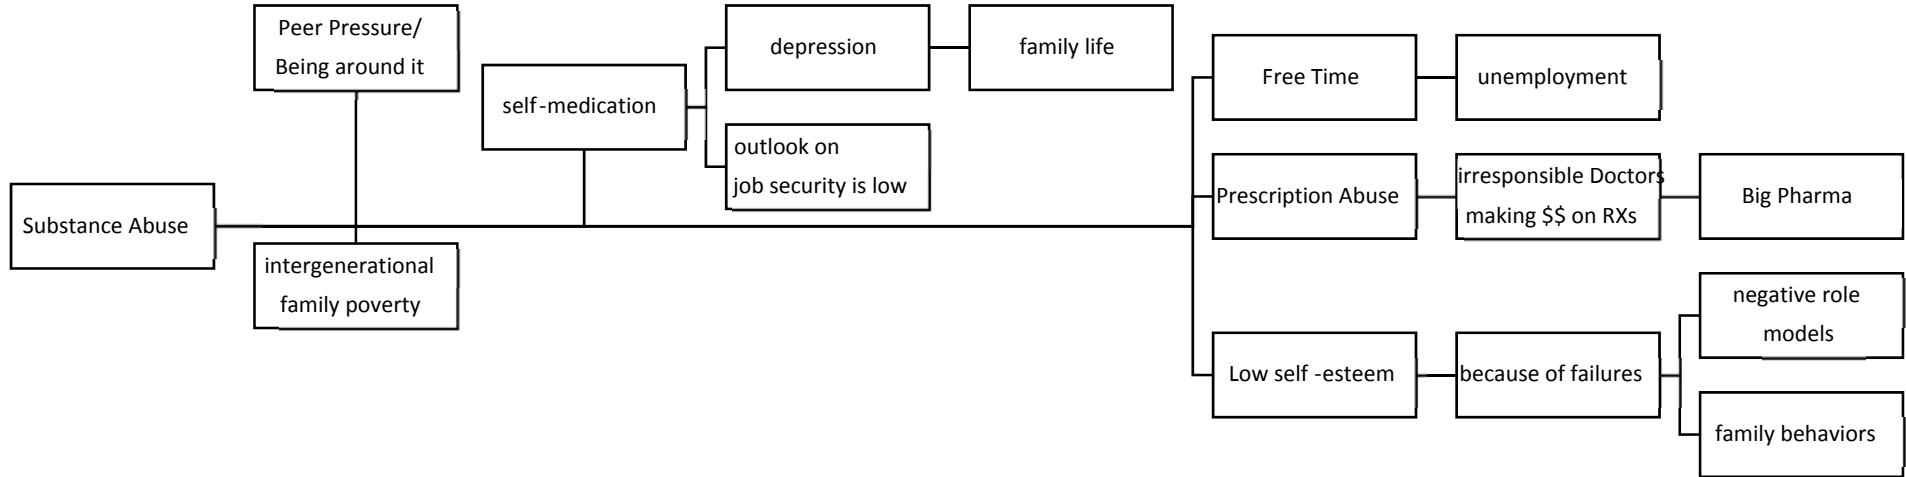 Peer Pressure/
Being around it
self-medication
depression
family life
outlook on
job security is low
Substance Abuse
intergenerational
family poverty
Free Time
unemployment
Prescription Abuse
irresponsible Doctors
making $$ on RXs
Big Pharma
Low self -esteem
because of failures
negative role
models
family behaviors